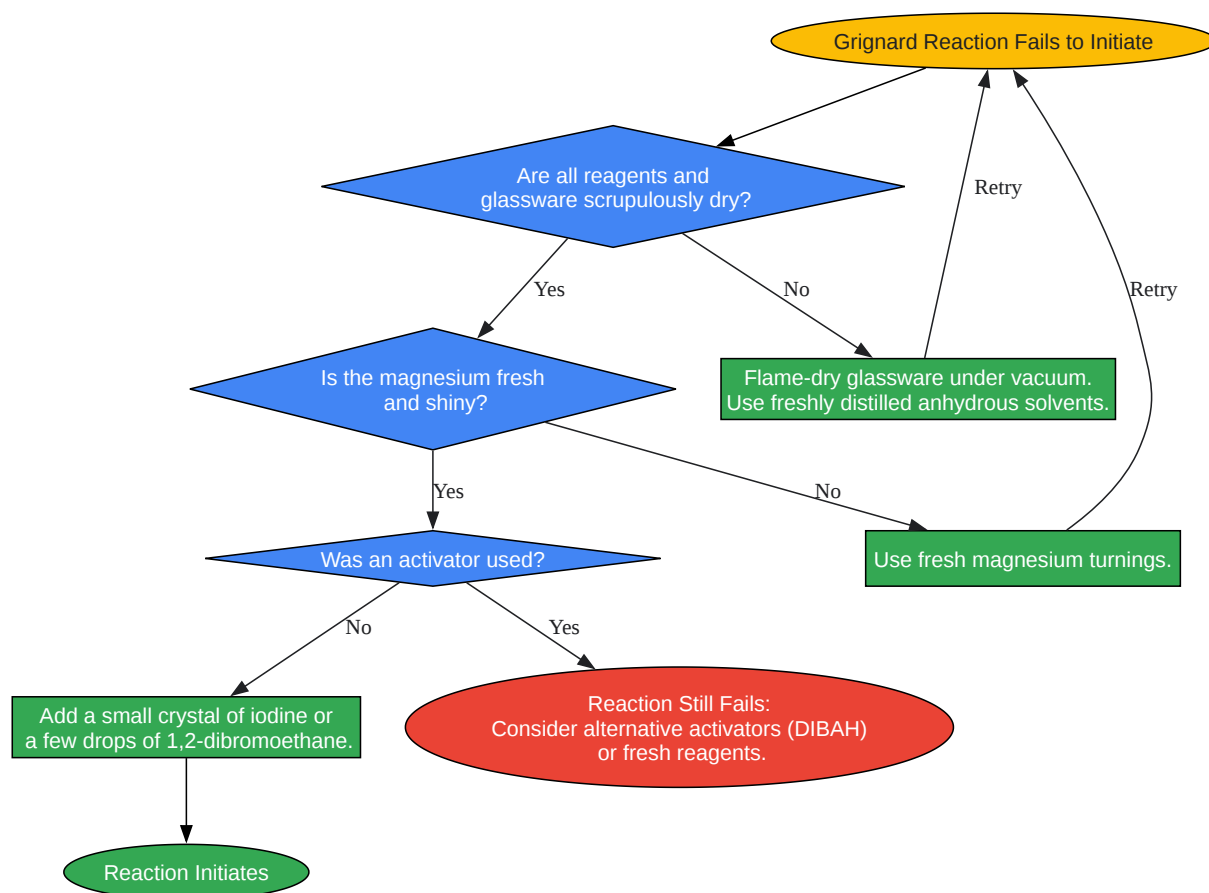 Grignard Reaction Fails to Initiate
Are all reagents and
glassware scrupulously dry?
Retry
Yes
No
Retry
Is the magnesium fresh
and shiny?
Flame-dry glassware under vacuum.
Use freshly distilled anhydrous solvents.
Yes
No
Was an activator used?
Use fresh magnesium turnings.
No
Yes
Add a small crystal of iodine or
a few drops of 1,2-dibromoethane.
Reaction Still Fails:
Consider alternative activators (DIBAH)
or fresh reagents.
Reaction Initiates